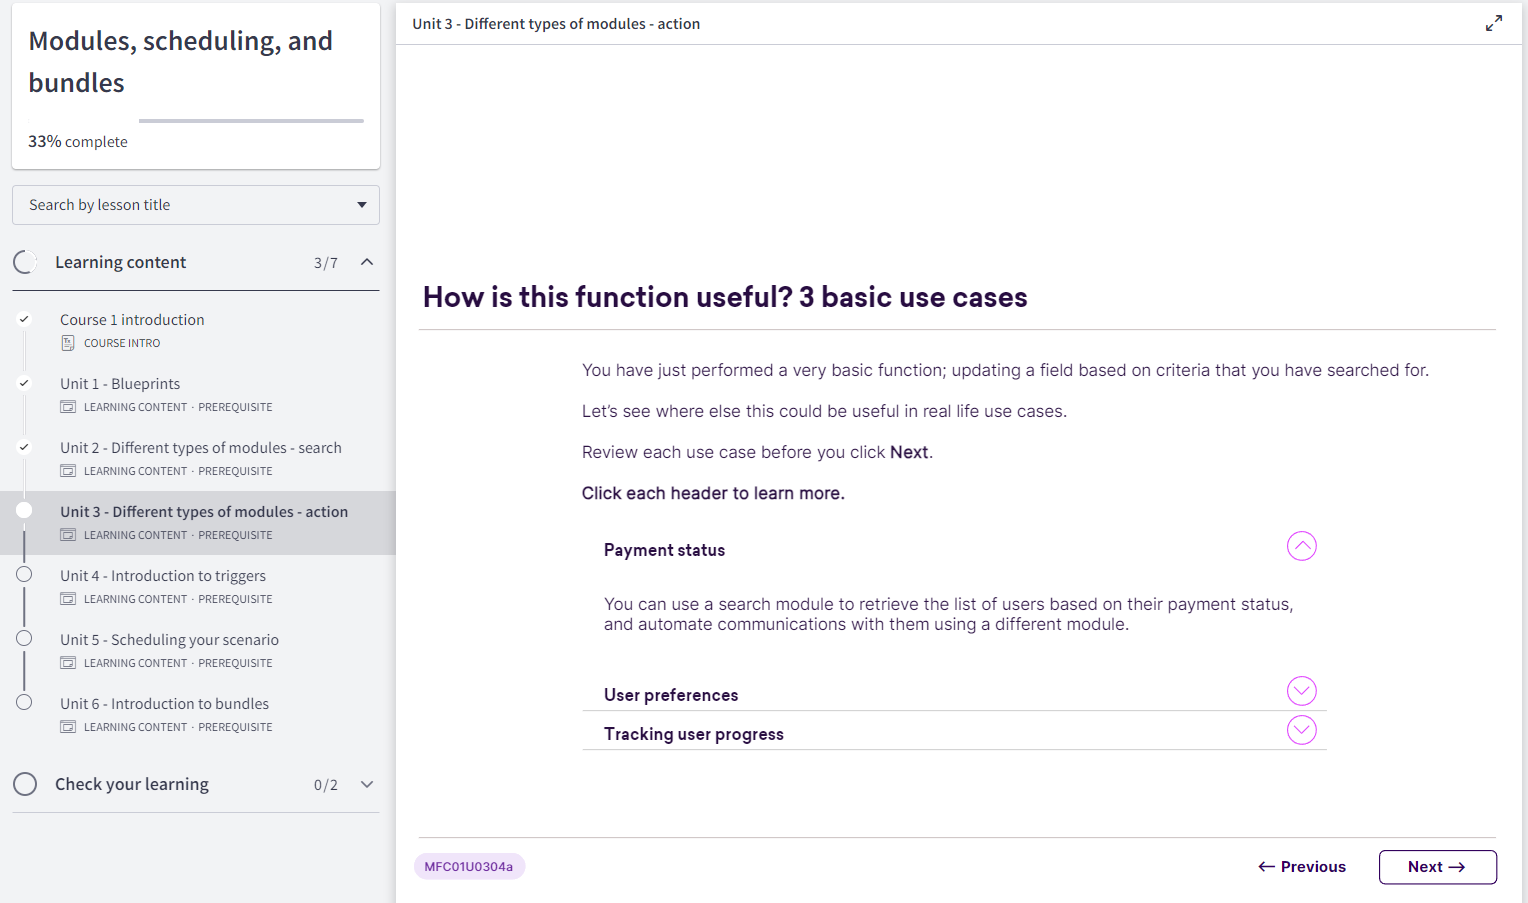 Modules, scheduling, and
bundles
33% complete
Search by lesson title
Learning content 3/7
Course 1 introduction
COURSE INTRO
Unit 1 - Blueprints
LEARNING CONTENT · PREREQUISITE
Unit 2 - Different types of modules - search
LEARNING CONTENT · PREREQUISITE
Unit 3 - Different types of modules - action
LEARNING CONTENT · PREREQUISITE
Unit 4 - Introduction to triggers
LEARNING CONTENT · PREREQUISITE
Unit 5 - Scheduling your scenario
LEARNING CONTENT · PREREQUISITE
Unit 6 - Introduction to bundles
LEARNING CONTENT · PREREQUISITE
Check your learning 0/2
Unit 3 - Different types of modules - action
How is this function useful? 3 basic use cases
You have just performed a very basic function; updating a field based on criteria that you have searched for.
Let’s see where else this could be useful in real life use cases.
Review each use case before you click Next.
Click each header to learn more.
Payment status
You can use a search module to retrieve the list of users based on their payment status,
and automate communications with them using a different module.
User preferences
Tracking user progress
MFC01U0304a
← Previous
Next →